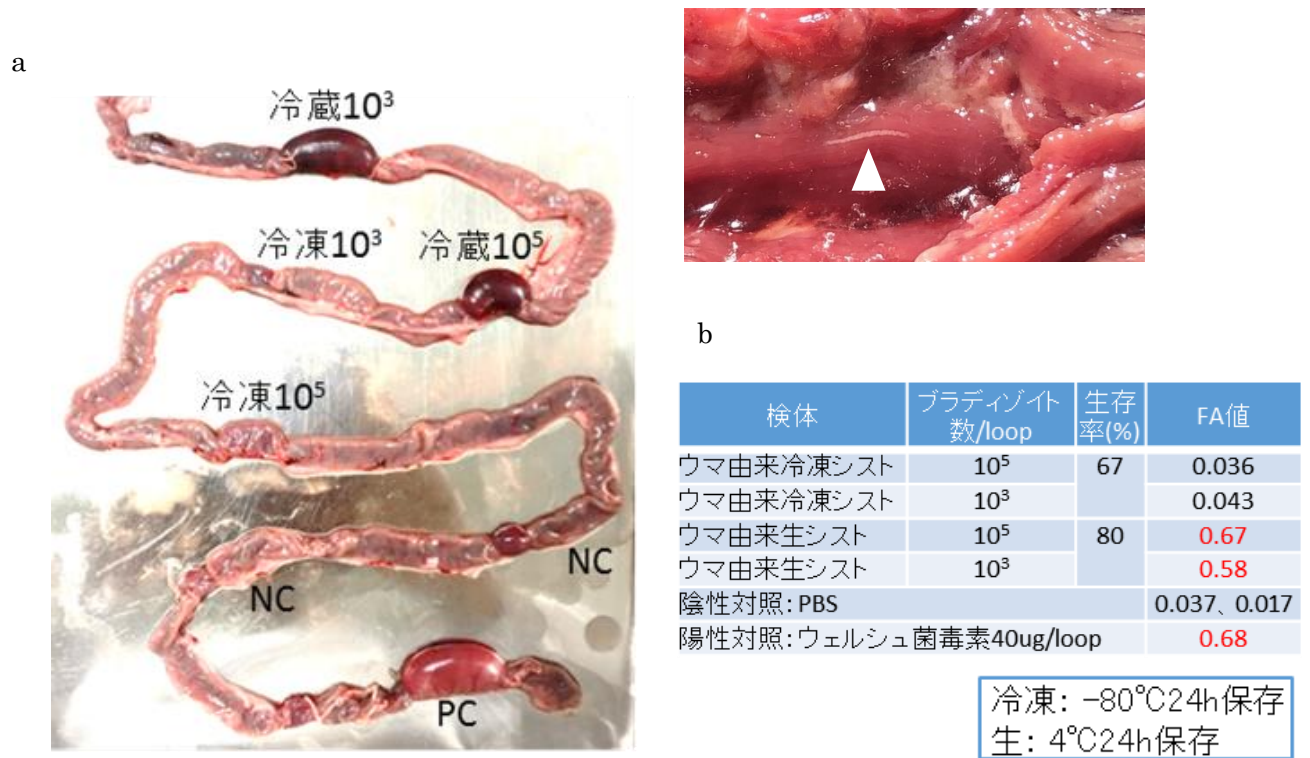 a
冷蔵10³
冷凍10³
冷蔵10⁵
冷凍10⁵
NC
NC
PC
b
検体 ブラディゾイト数/loop 生存率(%) FA値
ウマ由来冷凍シスト 10⁵ 67 0.036
ウマ由来冷凍シスト 10³ 0.043
ウマ由来生シスト 10⁵ 80 0.67
ウマ由来生シスト 10³ 0.58
陰性対照:PBS 0.037、0.017
陽性対照:ウェルシュ菌毒素40ug/loop 0.68
冷凍: -80℃24h保存
生: 4℃24h保存